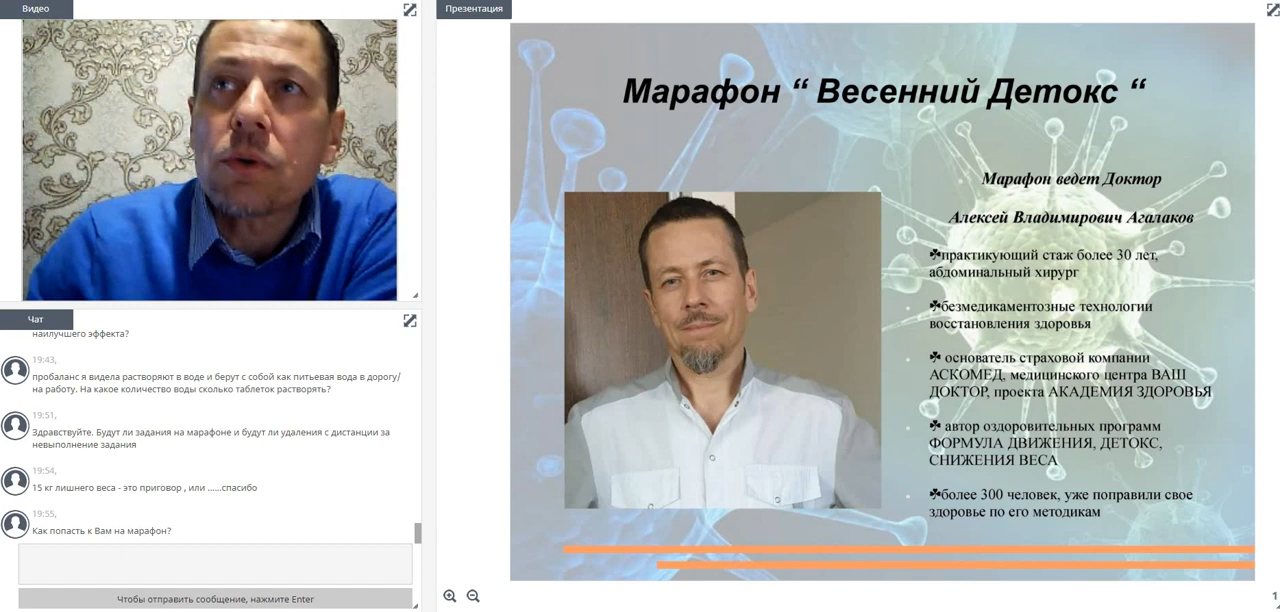 Видео
Чат
наилучшего эффекта?
19:43,
пробаланс я видела растворяют в воде и берут с собой как питьевая вода в дорогу/
на работу. На какое количество воды сколько таблеток растворять?
19:51,
Здравствуйте. Будут ли задания на марафоне и будут ли удаления с дистанции за
невыполнение задания
19:54,
15 кг лишнего веса - это приговор , или ......спасибо
19:55,
Как попасть к Вам на марафон?
Чтобы отправить сообщение, нажмите Enter
Презентация
Марафон “ Весенний Детокс “
Марафон ведет Доктор
Алексей Владимирович Агалаков
☘практикующий стаж более 30 лет,
абдоминальный хирург
☘безмедикаментозные технологии
восстановления здоровья
☘ основатель страховой компании
АСКОМЕД, медицинского центра ВАШ
ДОКТОР, проекта АКАДЕМИЯ ЗДОРОВЬЯ
☘ автор оздоровительных программ
ФОРМУЛА ДВИЖЕНИЯ, ДЕТОКС,
СНИЖЕНИЯ ВЕСА
☘более 300 человек, уже поправили свое
здоровье по его методикам
1